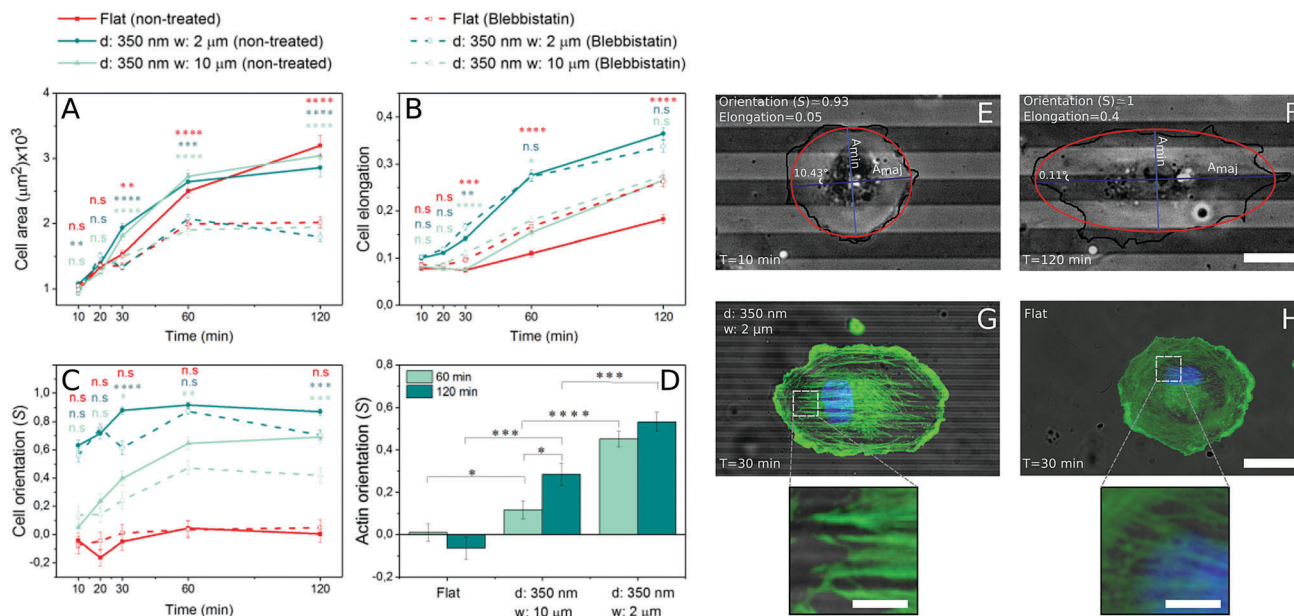 Flat (non-treated)
d: 350 nm w: 2 μm (non-treated)
d: 350 nm w: 10 μm (non-treated)
Flat (Blebbistatin)
d: 350 nm w: 2 μm (Blebbistatin)
d: 350 nm w: 10 μm (Blebbistatin)
A
Cell area (μm²)x10³
4
3
2
1
n.s
**
n.s
n.s
n.s
n.s
**
****
****
****
***
****
****
****
****
10 20 30 60 120
Time (min)
B
Cell elongation
0,4
0,3
0,2
0,1
0,0
n.s
n.s
n.s
n.s
n.s
n.s
***
**
****
****
n.s
*
****
n.s
n.s
10 20 30 60 120
Time (min)
C
Cell orientation (S)
1,0
0,8
0,6
0,4
0,2
0,0
-0,2
n.s
n.s
n.s
n.s
n.s
*
n.s
****
*
n.s
n.s
**
n.s
***
***
10 20 30 60 120
Time (min)
D
60 min
120 min
Actin orientation (S)
1,0
0,8
0,6
0,4
0,2
0,0
-0,2
*
***
*
****
***
Flat
d: 350 nm
w: 10 μm
d: 350 nm
w: 2 μm
E
Orientation (S)=0.93
Elongation=0.05
Amin
Amaj
10.43°
T=10 min
F
Orientation (S)=1
Elongation=0.4
Amin
Amaj
0.11°
T=120 min
G
d: 350 nm
w: 2 μm
T=30 min
H
Flat
T=30 min